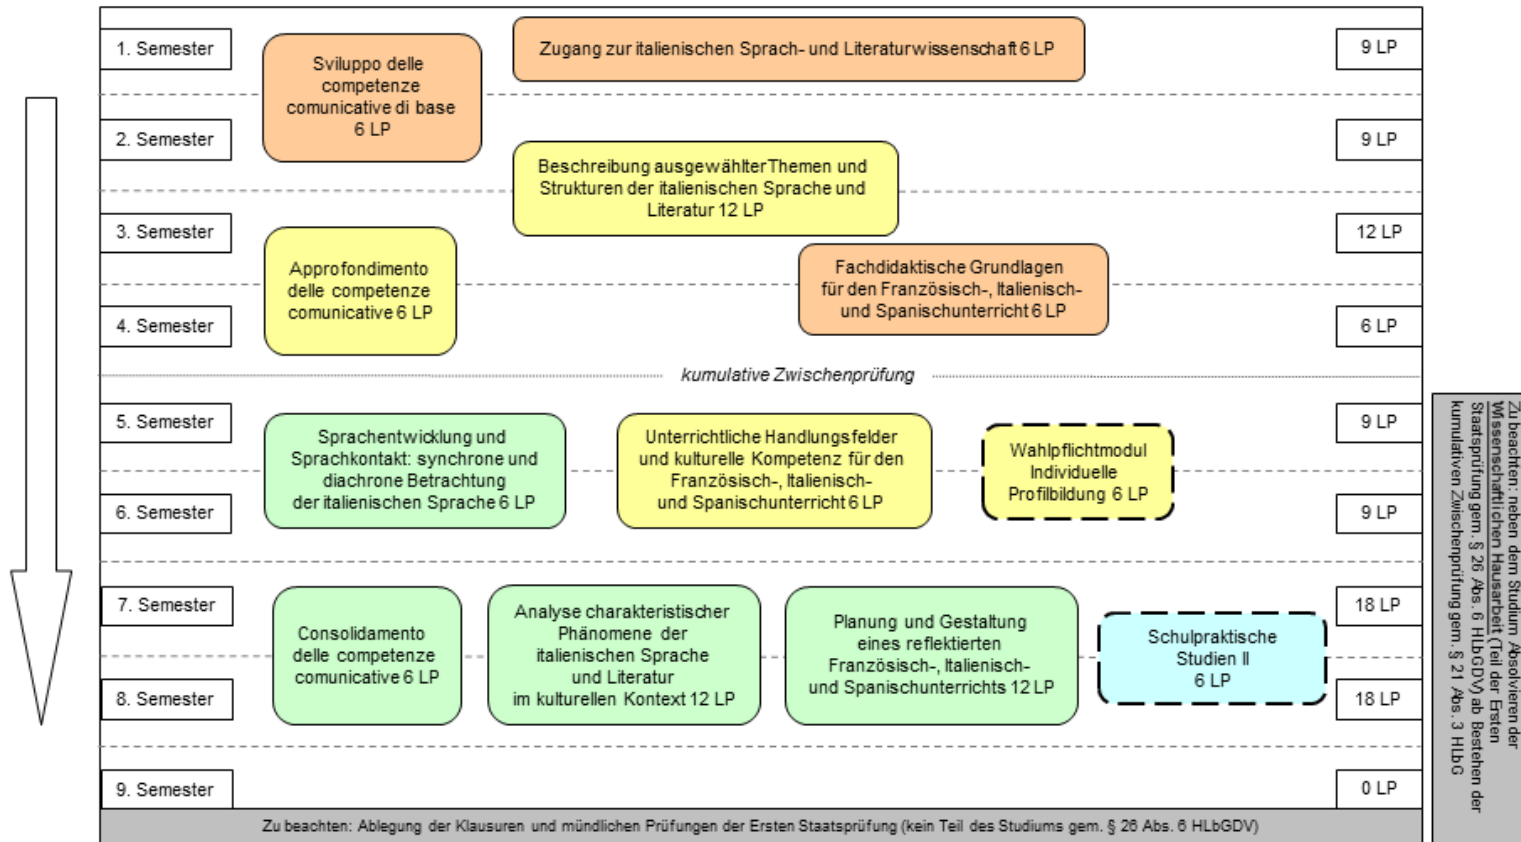 1. Semester
Sviluppo delle
competenze
comunicative di base
6 LP
Zugang zur italienischen Sprach- und Literaturwissenschaft 6 LP
9 LP
2. Semester
Beschreibung ausgewählter Themen und
Strukturen der italienischen Sprache und
Literatur 12 LP
9 LP
3. Semester
Approfondimento
delle competenze
comunicative 6 LP
Fachdidaktische Grundlagen
für den Französisch-, Italienisch-
und Spanischunterricht 6 LP
12 LP
4. Semester
6 LP
kumulative Zwischenprüfung
5. Semester
Sprachentwicklung und
Sprachkontakt: synchrone und
diachrone Betrachtung
der italienischen Sprache 6 LP
Unterrichtliche Handlungsfelder
und kulturelle Kompetenz für den
Französisch-, Italienisch-
und Spanischunterricht 6 LP
Wahlpflichtmodul
Individuelle
Profilbildung 6 LP
9 LP
6. Semester
9 LP
7. Semester
Consolidamento
delle competenze
comunicative 6 LP
Analyse charakteristischer
Phänomene der
italienischen Sprache
und Literatur
im kulturellen Kontext 12 LP
Planung und Gestaltung
eines reflektierten
Französisch-, Italienisch-
und Spanischunterrichts 12 LP
Schulpraktische
Studien II
6 LP
18 LP
8. Semester
18 LP
9. Semester
0 LP
Zu beachten: Ablegung der Klausuren und mündlichen Prüfungen der Ersten Staatsprüfung (kein Teil des Studiums gem. § 26 Abs. 6 HLbGDV)
Zu beachten: neben dem Studium Absolvieren der
Wissenschaftlichen Hausarbeit (Teil der Ersten
Staatsprüfung gem. § 26 Abs. 6 HLbGDV) ab Bestehen der
kumulativen Zwischenprüfung gem. § 21 Abs. 3 HLbG